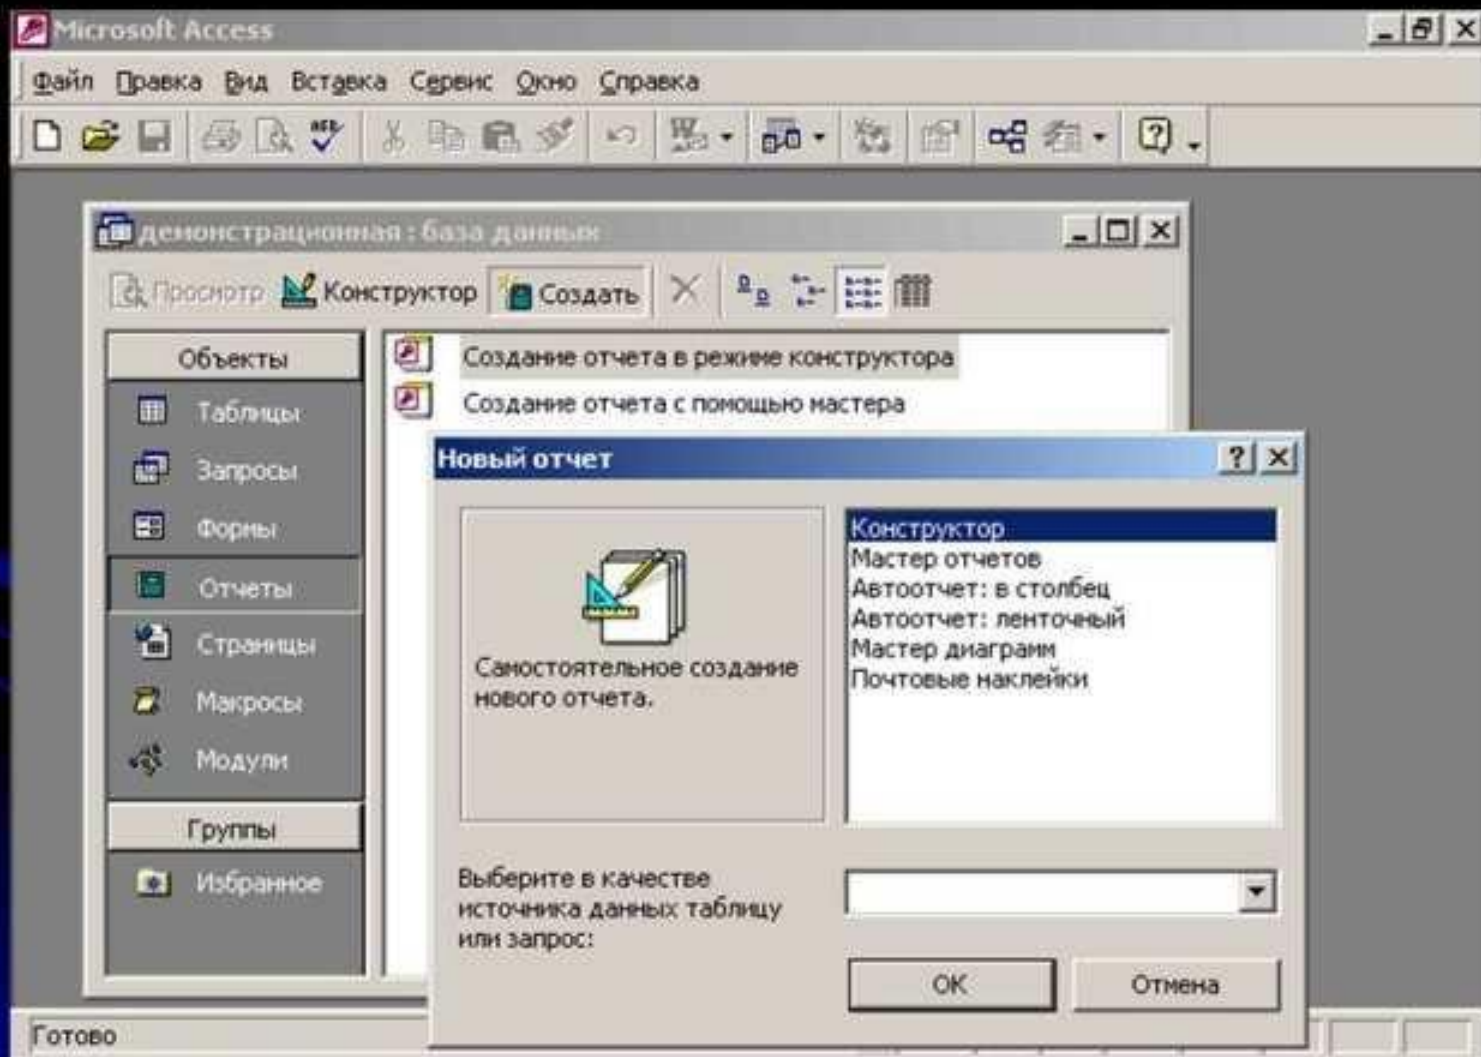 Microsoft Access
Файл Правка Вид Вставка Сервис Окно Справка
демонстрационная : база данных
Просмотр Конструктор Создать
Объекты
Таблицы
Запросы
Формы
Отчеты
Страницы
Макросы
Модули
Группы
Избранное
Создание отчета в режиме конструктора
Создание отчета с помощью мастера
Новый отчет
Самостоятельное создание
нового отчета.
Конструктор
Мастер отчетов
Автоотчет: в столбец
Автоотчет: ленточный
Мастер диаграмм
Почтовые наклейки
Выберите в качестве
источника данных таблицу
или запрос:
ОК
Отмена
Готово